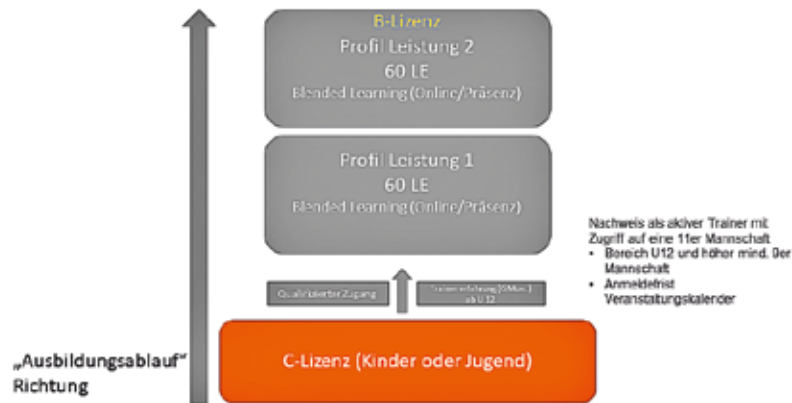 B-Lizenz
Profil Leistung 2
60 LE
Blended Learning (Online/Präsenz)
Profil Leistung 1
60 LE
Blended Learning (Online/Präsenz)
Nachweis als aktiver Trainer mit
Zugriff auf eine 11er Mannschaft
• Bereich U12 und höher mind. 9er
Mannschaft
• Anmeldefrist
Veranstaltungskalender
Qualifizierter Zugang
Trainererfahrung
ab U 12
C-Lizenz (Kinder oder Jugend)
„Ausbildungsablauf“
Richtung